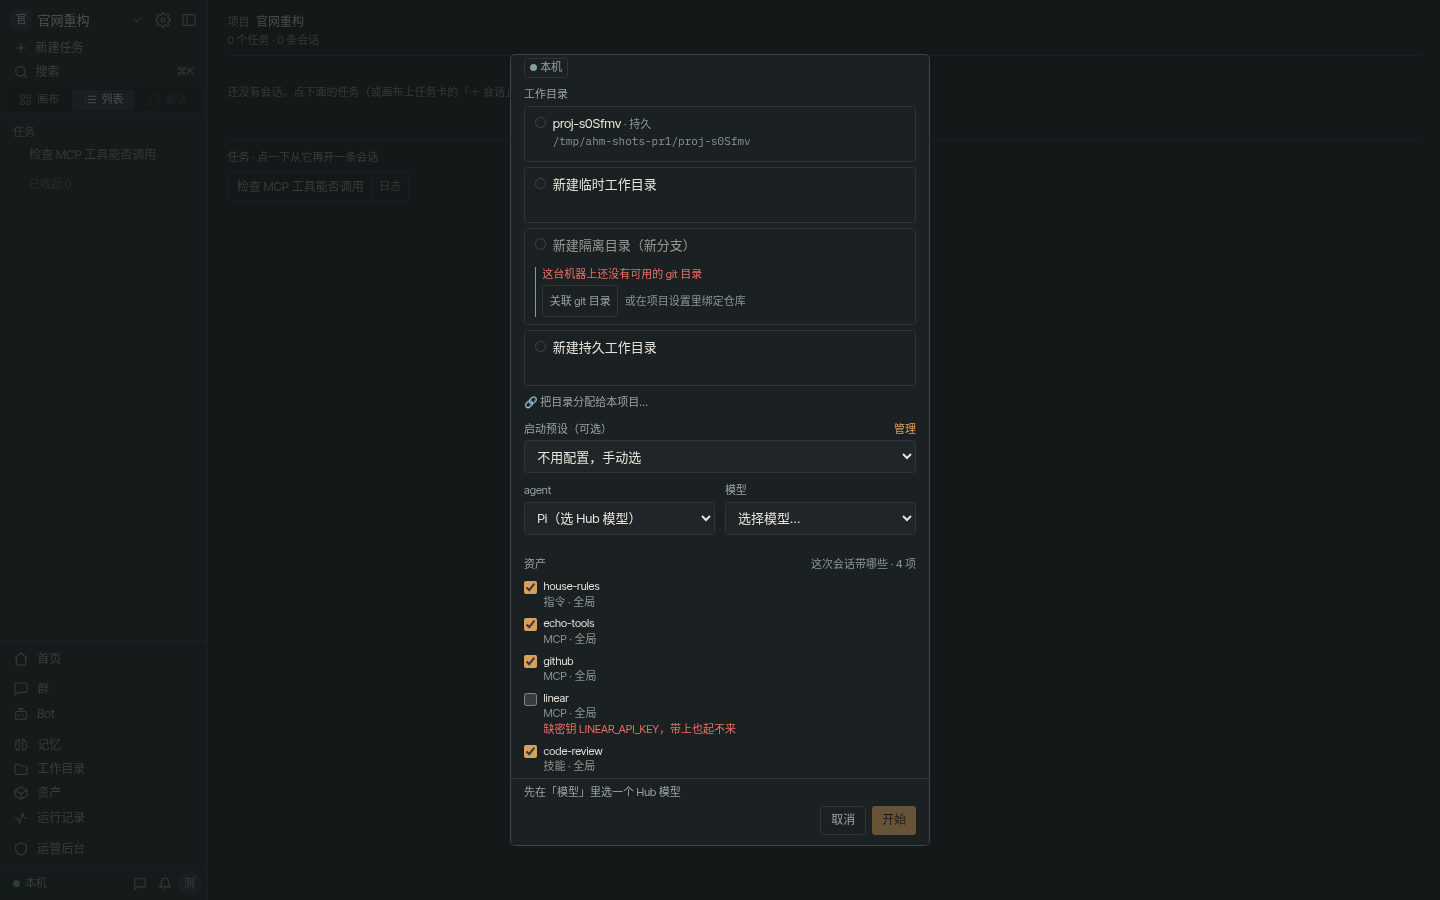 官 官网重构
新建任务
搜索 ⌘K
画布 列表 会话
任务
检查 MCP 工具能否调用
已收起 0
首页
群
Bot
记忆
工作目录
资产
运行记录
运营后台
本机 测
项目 官网重构
0 个任务 · 0 条会话
还没有会话。点下面的任务（或画布上任务卡的「＋ 会话」
任务 · 点一下从它再开一条会话
检查 MCP 工具能否调用 日志
本机
工作目录
proj-s0Sfmv · 持久
/tmp/ahm-shots-pr1/proj-s0Sfmv
新建临时工作目录
新建隔离目录（新分支）
这台机器上还没有可用的 git 目录
关联 git 目录 或在项目设置里绑定仓库
新建持久工作目录
🔗 把目录分配给本项目…
启动预设（可选） 管理
不用配置，手动选
agent 模型
Pi（选 Hub 模型） 选择模型…
资产 这次会话带哪些 · 4 项
house-rules
指令 · 全局
echo-tools
MCP · 全局
github
MCP · 全局
linear
MCP · 全局
缺密钥 LINEAR_API_KEY，带上也起不来
code-review
技能 · 全局
先在「模型」里选一个 Hub 模型
取消 开始